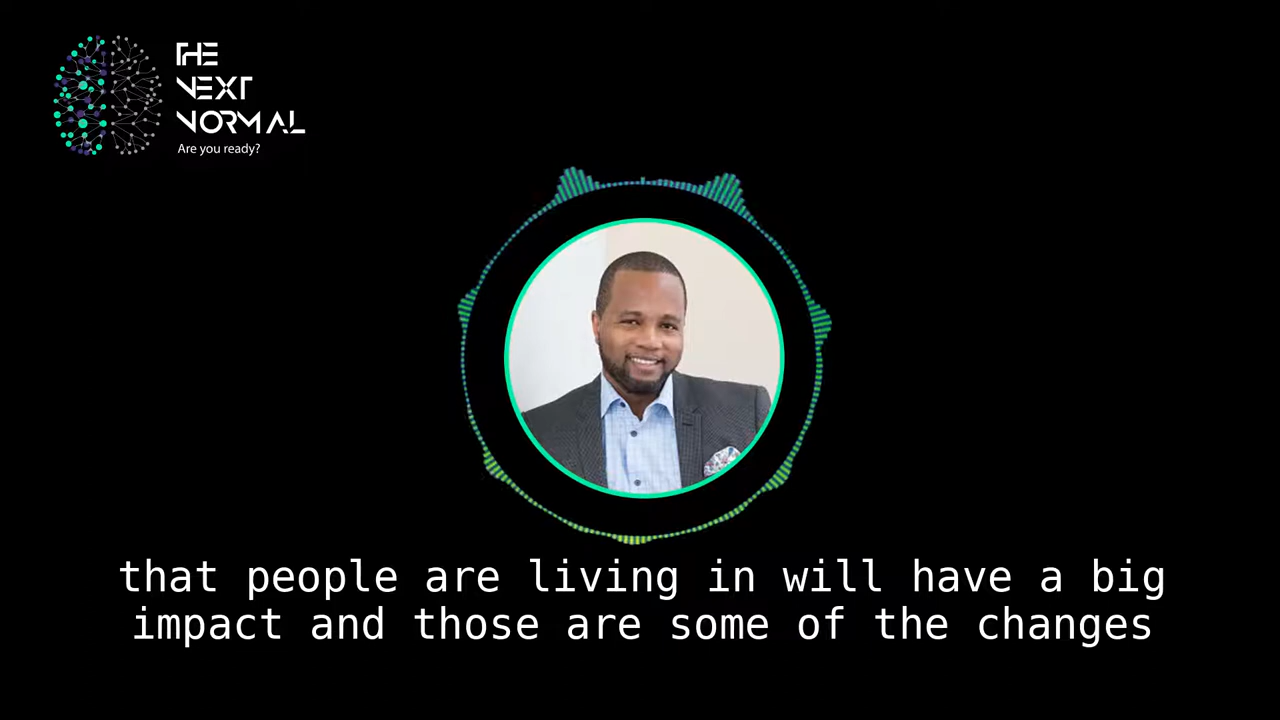 THE
NEXT
NORMAL
Are you ready?
that people are living in will have a big
impact and those are some of the changes